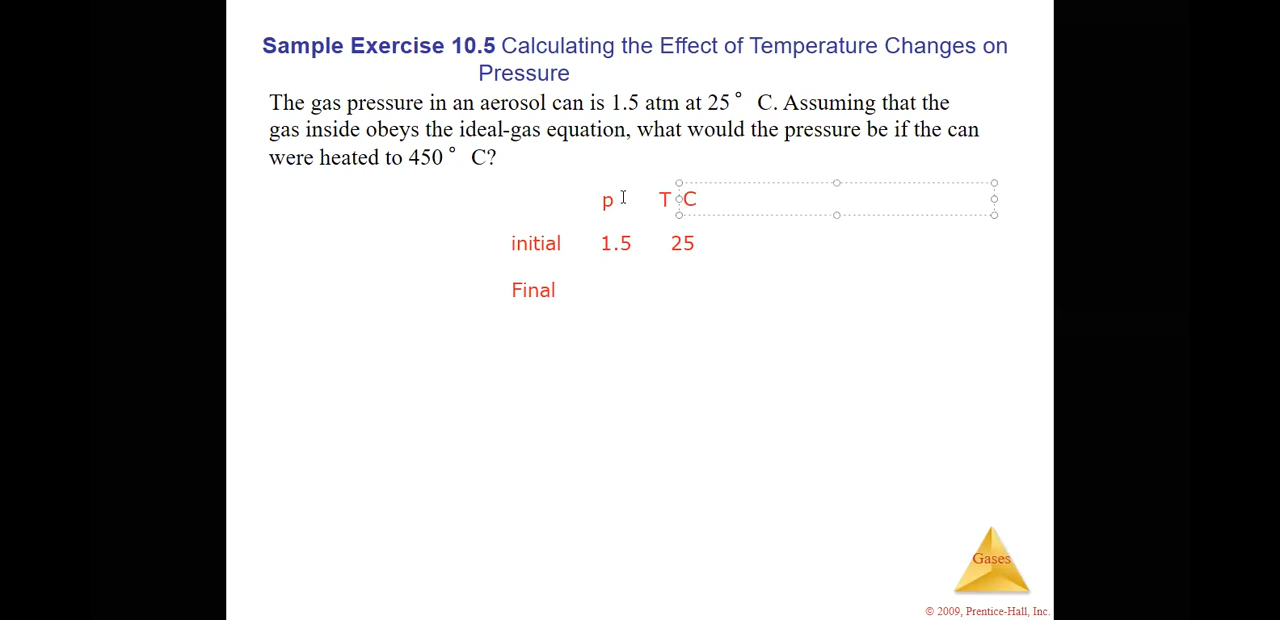 Sample Exercise 10.5 Calculating the Effect of Temperature Changes on
Pressure
The gas pressure in an aerosol can is 1.5 atm at 25° C. Assuming that the
gas inside obeys the ideal-gas equation, what would the pressure be if the can
were heated to 450° C?
p T C
initial 1.5 25
Final
Gases
© 2009, Prentice-Hall, Inc.